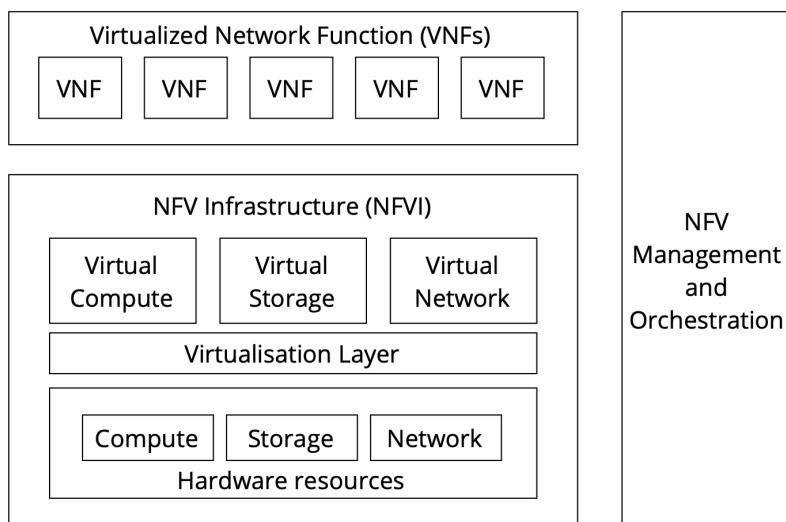 Virtualized Network Function (VNFs)
VNF VNF VNF VNF VNF
NFV Infrastructure (NFVI)
Virtual
Compute
Virtual
Storage
Virtual
Network
Virtualisation Layer
Compute Storage Network
Hardware resources
NFV
Management
and
Orchestration